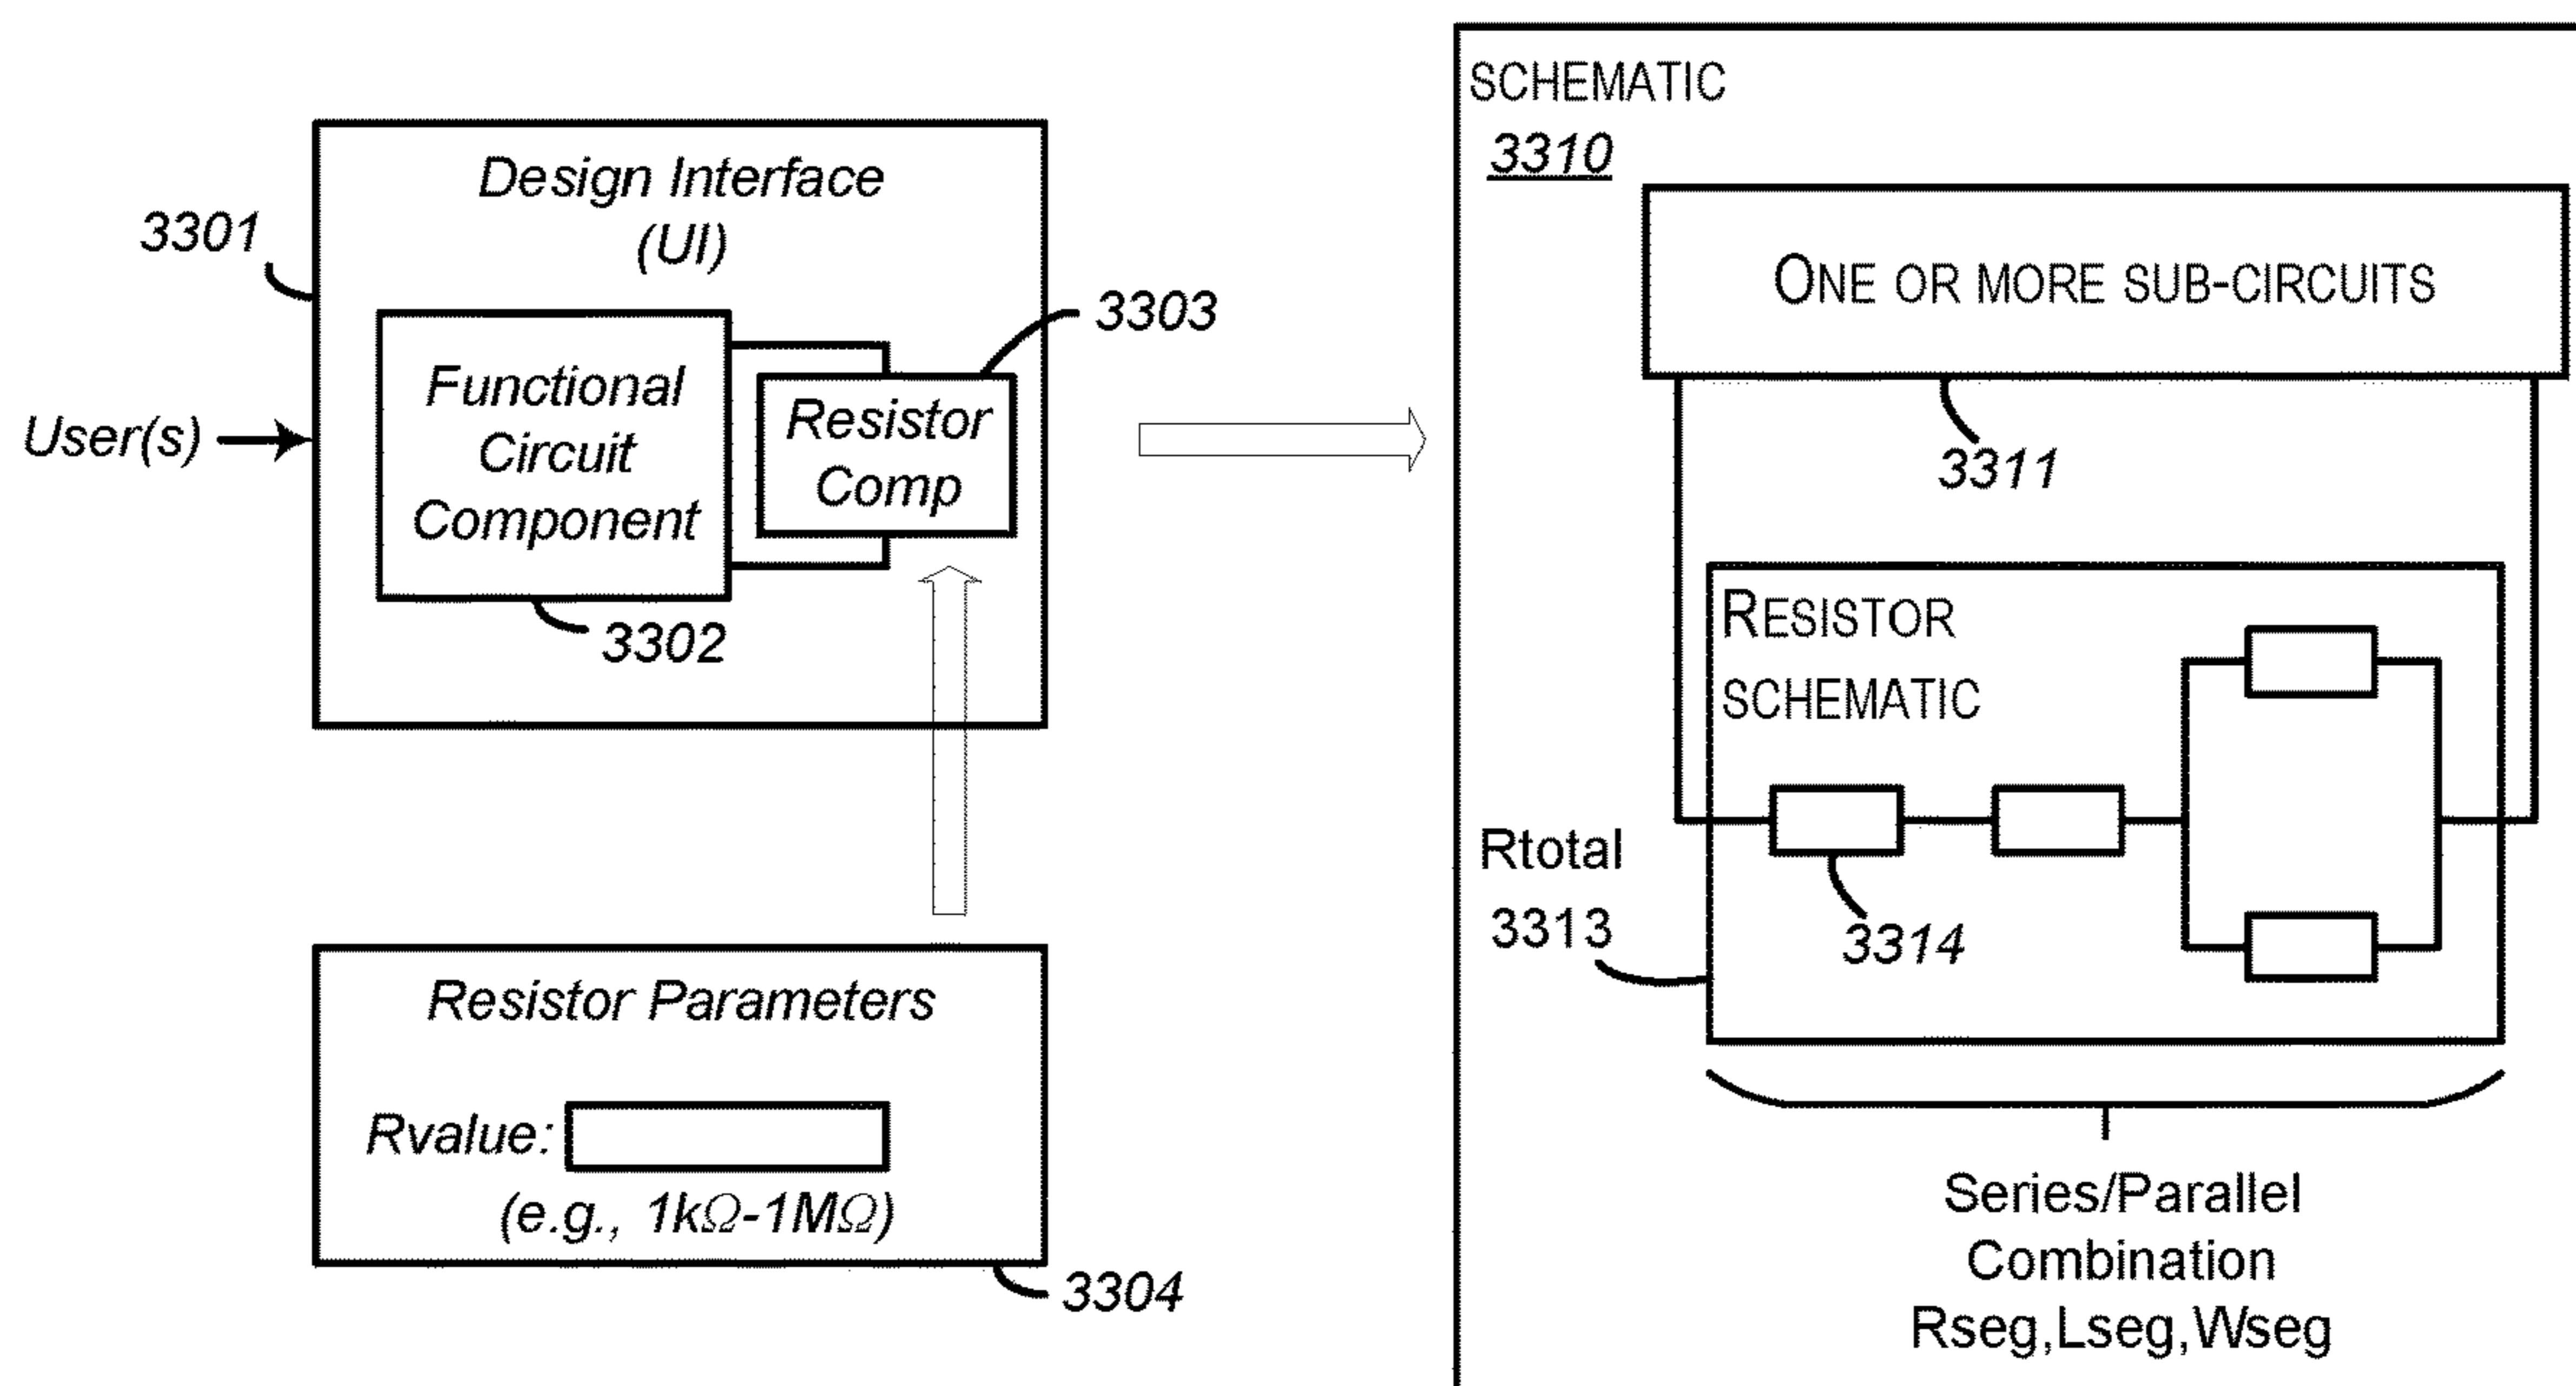 Design Interface
(UI)
3301
3303
Functional
Circuit
Component
Resistor
Comp
User(s)
3302
Resistor Parameters
Rvalue:
(e.g., 1kΩ-1MΩ)
3304
SCHEMATIC
3310
ONE OR MORE SUB-CIRCUITS
3311
RESISTOR
SCHEMATIC
Rtotal
3313
3314
Series/Parallel
Combination
Rseg,Lseg,Wseg